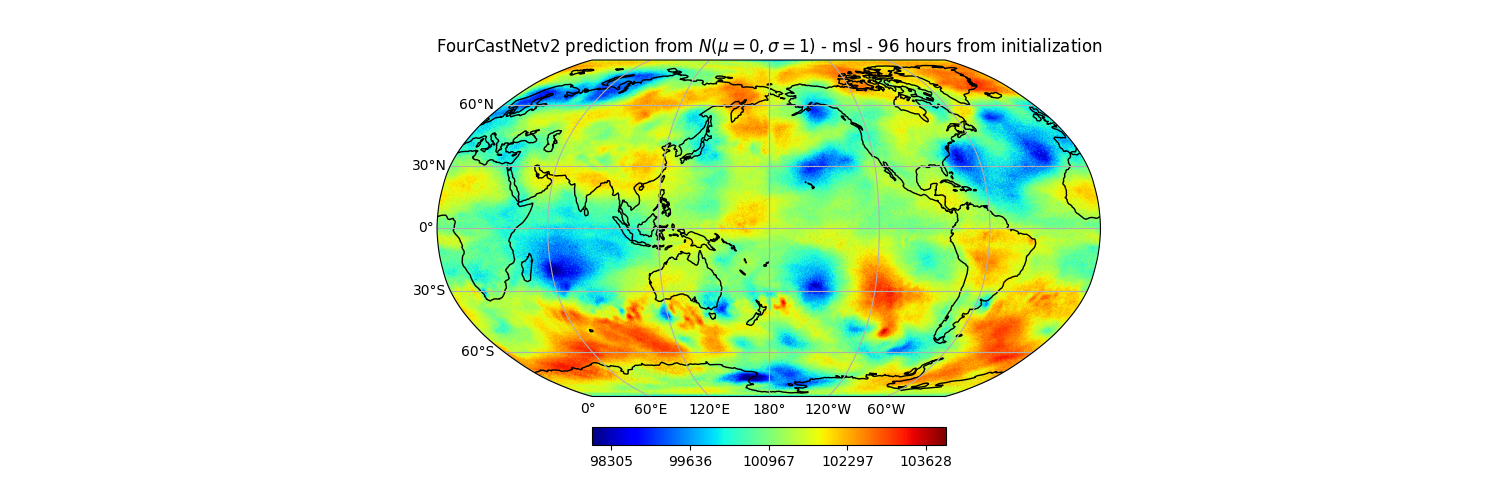 FourCastNetv2 prediction from N(μ = 0, σ = 1) - msl - 96 hours from initialization
60°N
30°N
0°
30°S
60°S
0° 60°E 120°E 180° 120°W 60°W
98305 99636 100967 102297 103628